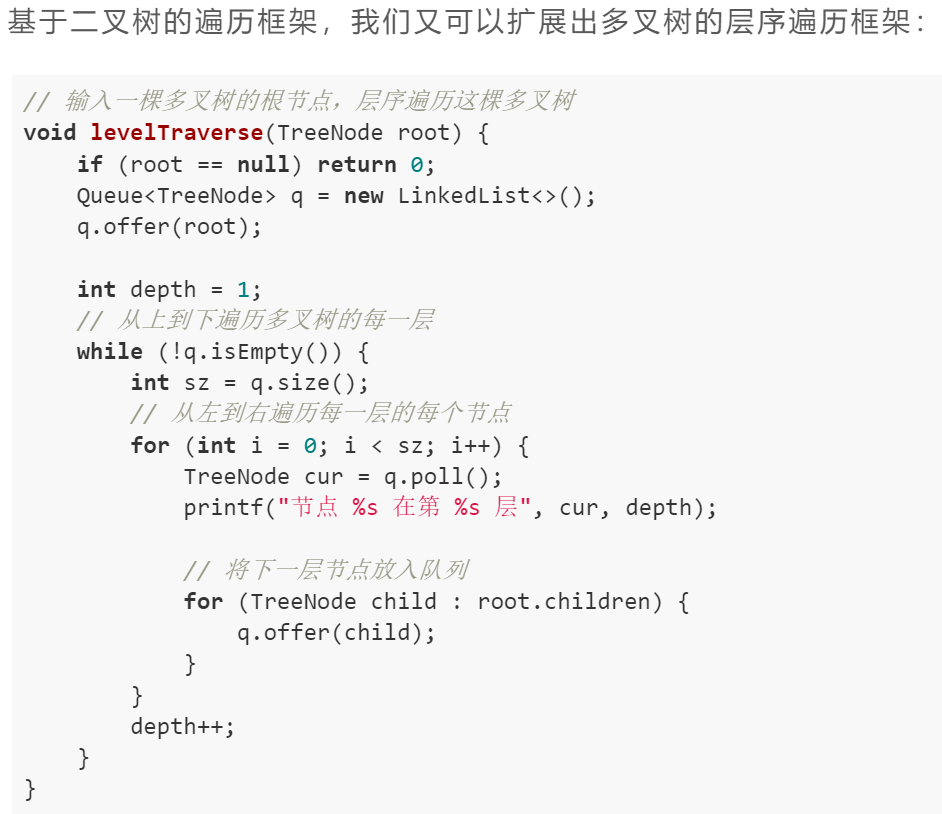 基于二叉树的遍历框架，我们又可以扩展出多叉树的层序遍历框架：
// 输入一棵多叉树的根节点，层序遍历这棵多叉树
void levelTraverse(TreeNode root) {
    if (root == null) return 0;
    Queue<TreeNode> q = new LinkedList<>();
    q.offer(root);

    int depth = 1;
    // 从上到下遍历多叉树的每一层
    while (!q.isEmpty()) {
        int sz = q.size();
        // 从左到右遍历每一层的每个节点
        for (int i = 0; i < sz; i++) {
            TreeNode cur = q.poll();
            printf("节点 %s 在第 %s 层", cur, depth);

            // 将下一层节点放入队列
            for (TreeNode child : root.children) {
                q.offer(child);
            }
        }
        depth++;
    }
}